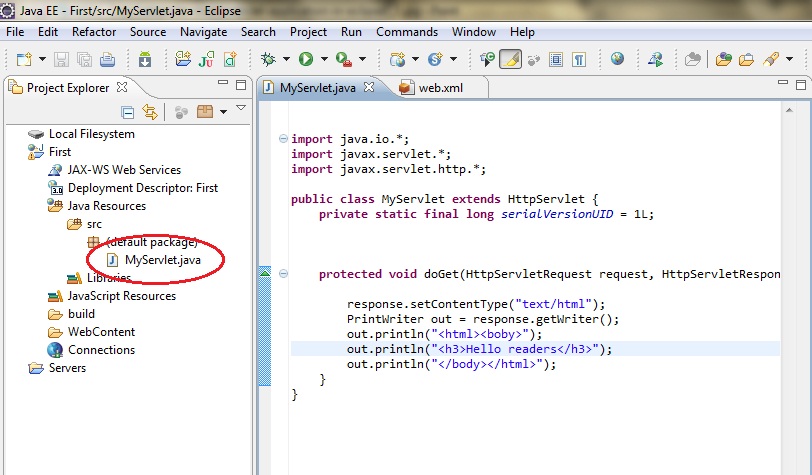 Java EE - First/src/MyServlet.java - Eclipse
File Edit Refactor Source Navigate Search Project Run Commands Window Help
Project Explorer
MyServlet.java
web.xml
Local Filesystem
First
JAX-WS Web Services
3.0 Deployment Descriptor: First
Java Resources
src
(default package)
MyServlet.java
Libraries
JavaScript Resources
build
WebContent
Connections
Servers
import java.io.*;
import javax.servlet.*;
import javax.servlet.http.*;
public class MyServlet extends HttpServlet {
private static final long serialVersionUID = 1L;
protected void doGet(HttpServletRequest request, HttpServletRespon
response.setContentType("text/html");
PrintWriter out = response.getWriter();
out.println("<html><boby>");
out.println("<h3>Hello readers</h3>");
out.println("</body></html>");
}
}